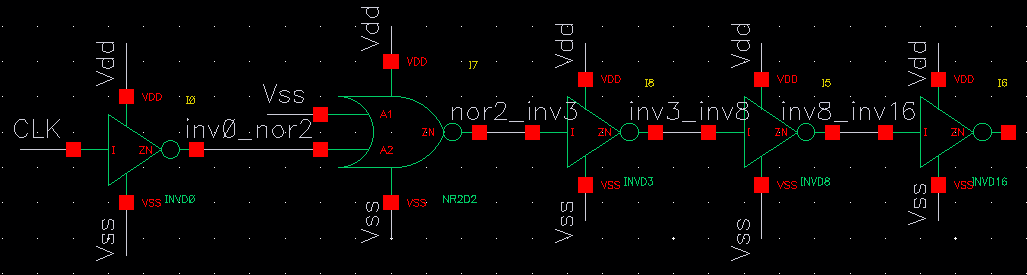 Vdd
VDD
I0
CLK
I
ZN
inv0_nor2
VSS
INVD0
Vss
Vdd
VDD
I7
Vss
A1
A2
ZN
VSS
NR2D2
Vss
nor2_inv3
Vdd
VDD
I8
I
ZN
VSS
INVD3
Vss
inv3_inv8
Vdd
VDD
I5
I
ZN
VSS
INVD8
Vss
inv8_inv16
Vdd
VDD
I6
I
ZN
VSS
INVD16
Vss